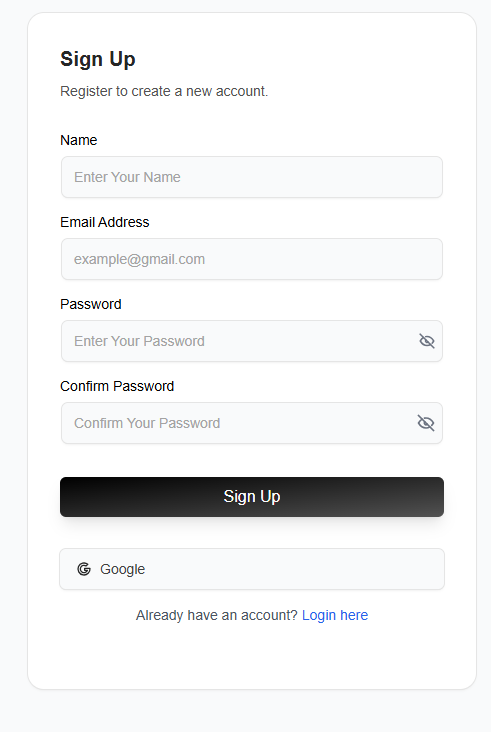 Sign Up
Register to create a new account.
Name
Enter Your Name
Email Address
example@gmail.com
Password
Enter Your Password
Confirm Password
Confirm Your Password
Sign Up
Google
Already have an account? Login here